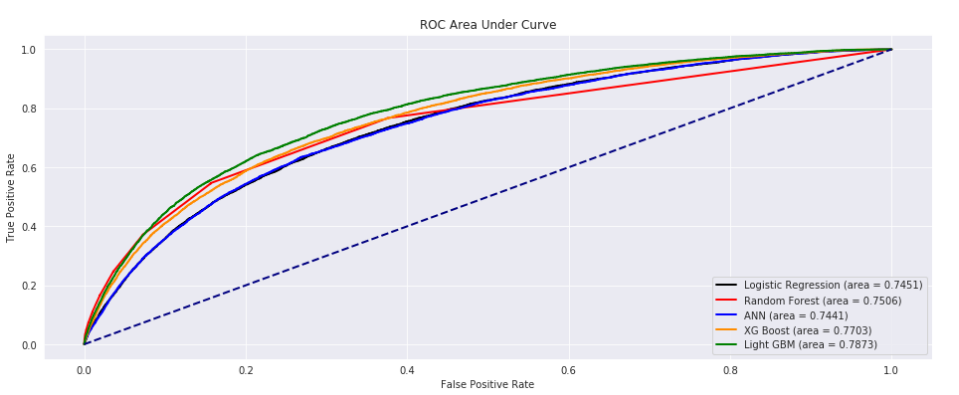 ROC Area Under Curve
1.0
0.8
0.6
0.4
0.2
0.0
True Positive Rate
Logistic Regression (area = 0.7451)
Random Forest (area = 0.7506)
ANN (area = 0.7441)
XG Boost (area = 0.7703)
Light GBM (area = 0.7873)
0.0 0.2 0.4 0.6 0.8 1.0
False Positive Rate